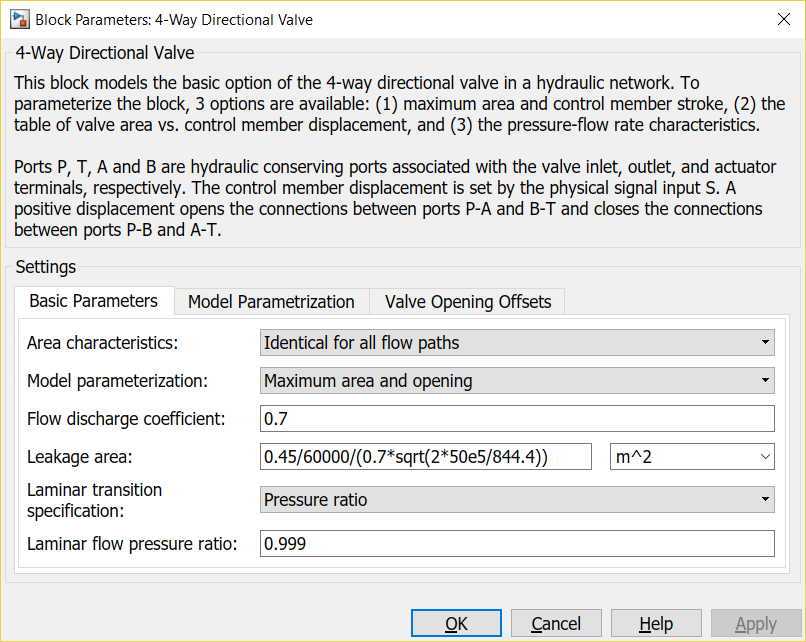 Block Parameters: 4-Way Directional Valve
4-Way Directional Valve
This block models the basic option of the 4-way directional valve in a hydraulic network. To
parameterize the block, 3 options are available: (1) maximum area and control member stroke, (2) the
table of valve area vs. control member displacement, and (3) the pressure-flow rate characteristics.
Ports P, T, A and B are hydraulic conserving ports associated with the valve inlet, outlet, and actuator
terminals, respectively. The control member displacement is set by the physical signal input S. A
positive displacement opens the connections between ports P-A and B-T and closes the connections
between ports P-B and A-T.
Settings
Basic Parameters Model Parametrization Valve Opening Offsets
Area characteristics: Identical for all flow paths
Model parameterization: Maximum area and opening
Flow discharge coefficient: 0.7
Leakage area: 0.45/60000/(0.7*sqrt(2*50e5/844.4)) m^2
Laminar transition
specification: Pressure ratio
Laminar flow pressure ratio: 0.999
OK Cancel Help Apply